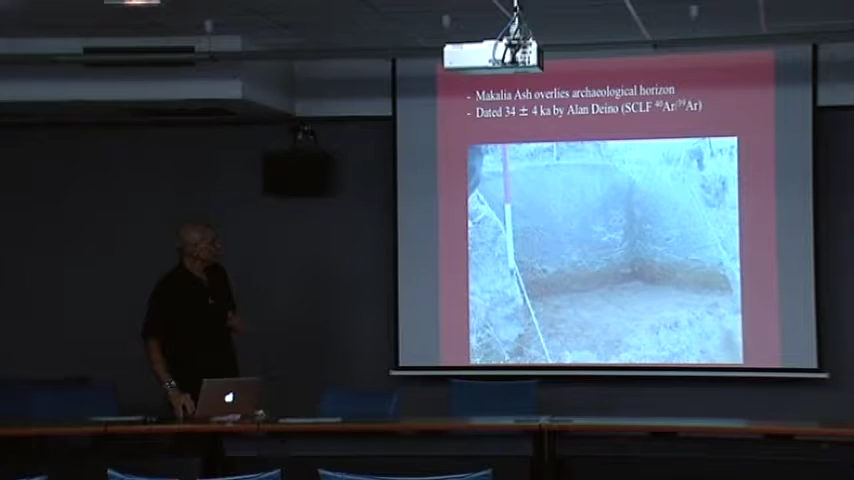 - Makalia Ash overlies archaeological horizon
- Dated 34 ± 4 ka by Alan Deino (SCLF ⁴⁰Ar/³⁹Ar)